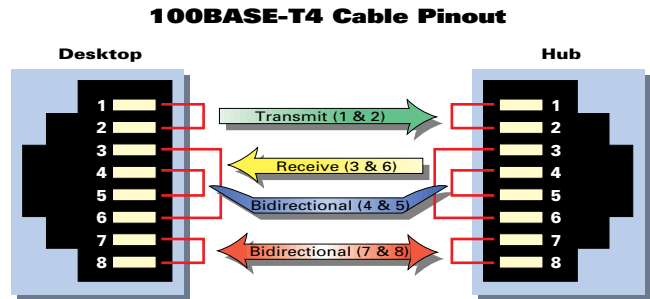 100BASE-T4 Cable Pinout
Desktop
Hub
1
2
3
4
5
6
7
8
Transmit (1 & 2)
Receive (3 & 6)
Bidirectional (4 & 5)
Bidirectional (7 & 8)
1
2
3
4
5
6
7
8